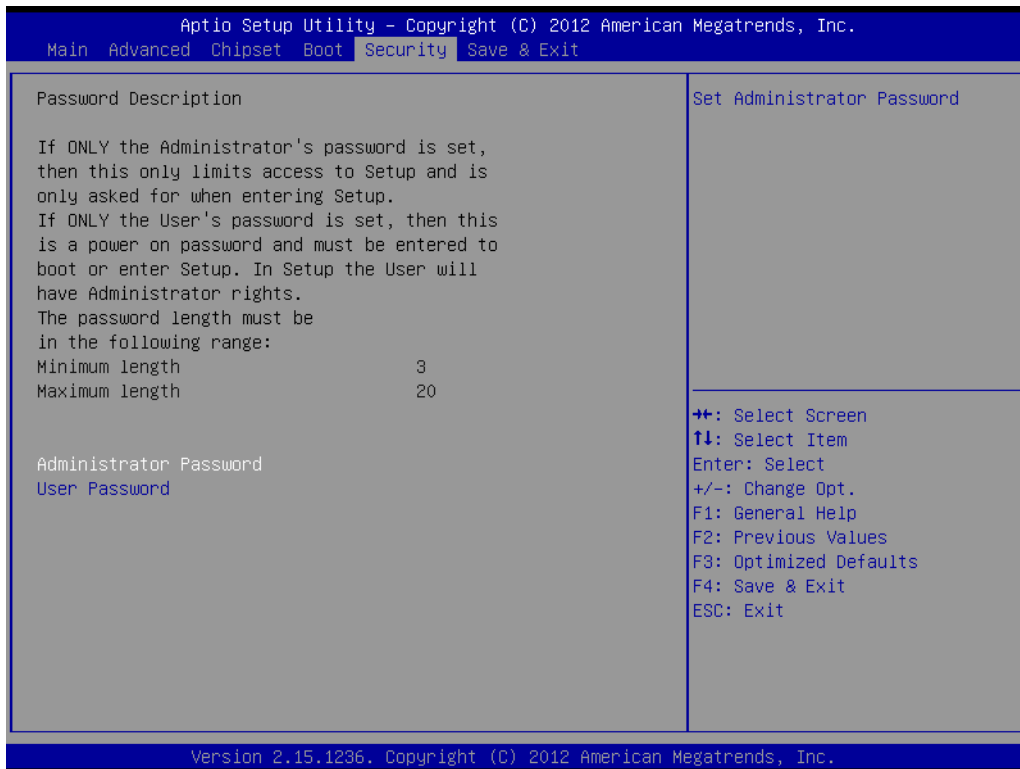 Aptio Setup Utility – Copyright (C) 2012 American Megatrends, Inc.
Main Advanced Chipset Boot Security Save & Exit
Password Description
If ONLY the Administrator's password is set,
then this only limits access to Setup and is
only asked for when entering Setup.
If ONLY the User's password is set, then this
is a power on password and must be entered to
boot or enter Setup. In Setup the User will
have Administrator rights.
The password length must be
in the following range:
Minimum length 3
Maximum length 20
Administrator Password
User Password
Set Administrator Password
→←: Select Screen
↑↓: Select Item
Enter: Select
+/-: Change Opt.
F1: General Help
F2: Previous Values
F3: Optimized Defaults
F4: Save & Exit
ESC: Exit
Version 2.15.1236. Copyright (C) 2012 American Megatrends, Inc.